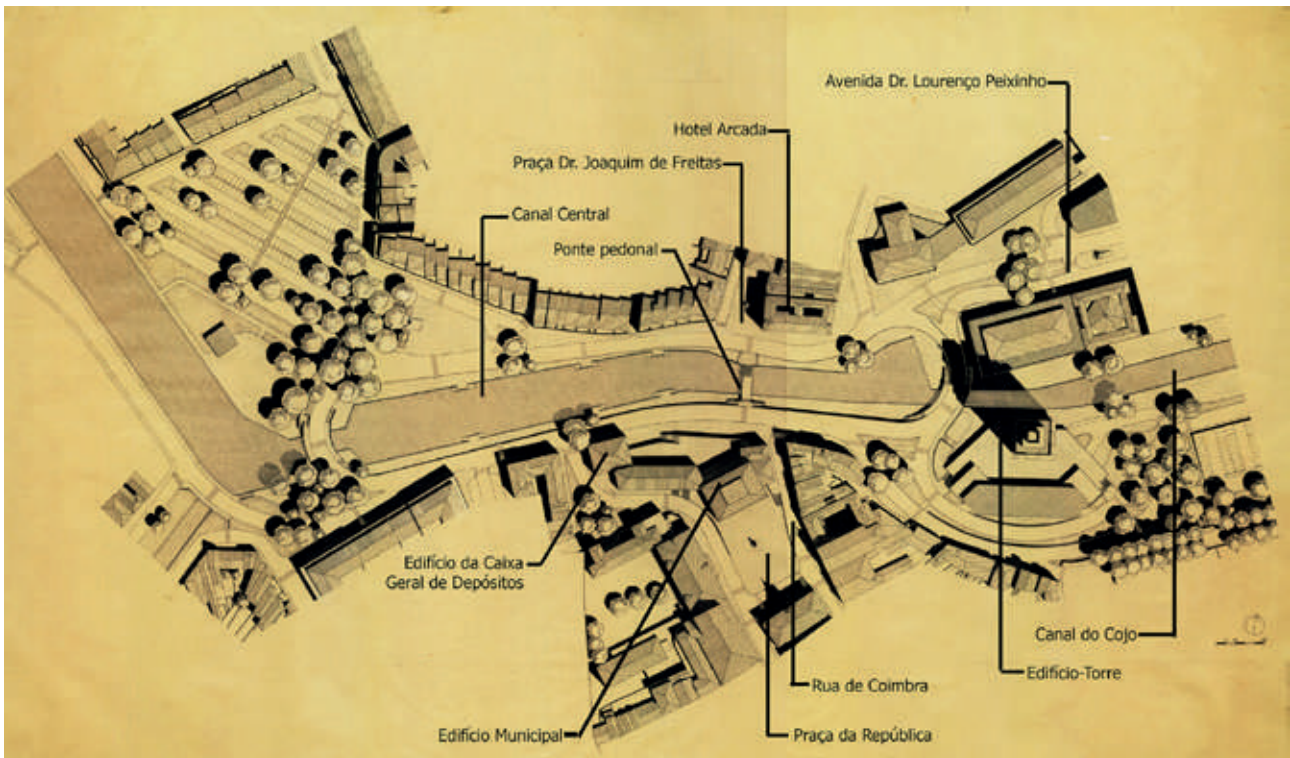 Avenida Dr. Lourenço Peixinho
Hotel Arcada
Praça Dr. Joaquim de Freitas
Canal Central
Ponte pedonal
Edifício da Caixa
Geral de Depósitos
Canal do Cojo
Edifício-Torre
Rua de Coimbra
Edifício Municipal
Praça da República